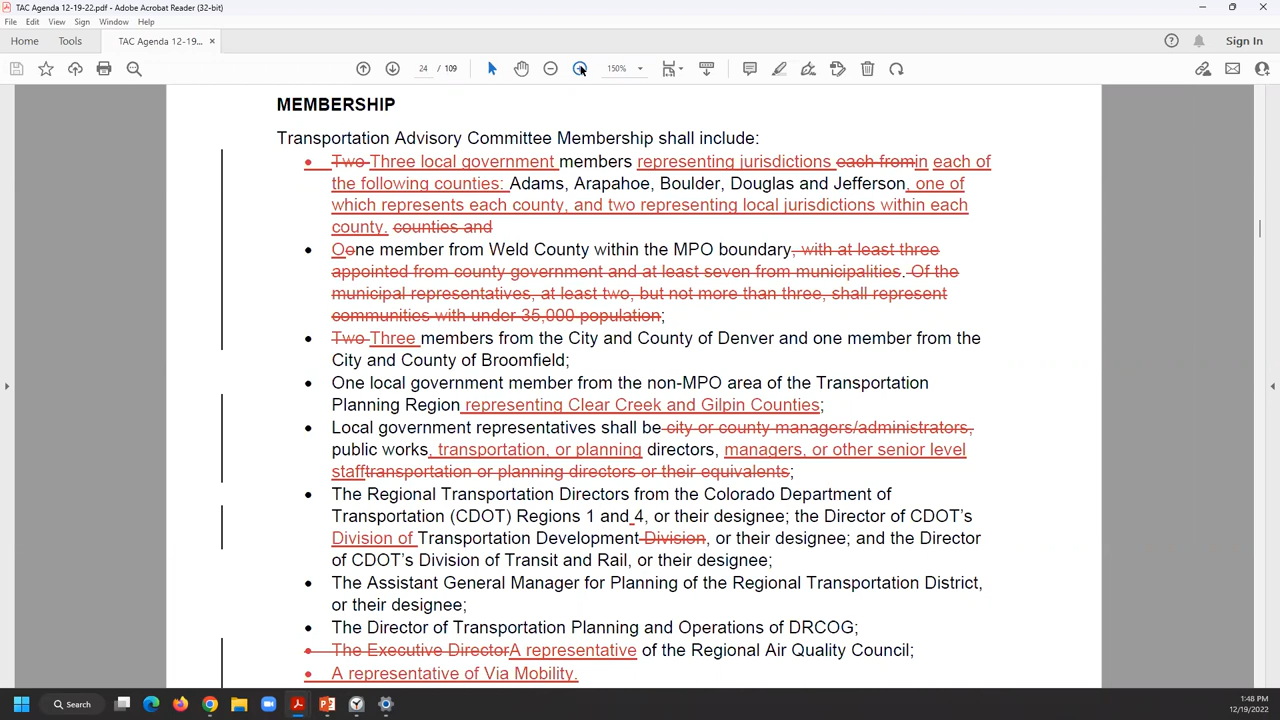 TAC Agenda 12-19-22.pdf - Adobe Acrobat Reader (32-bit)
File Edit View Sign Window Help
Home Tools TAC Agenda 12-19... × Sign In
24 / 109 150%
MEMBERSHIP
Transportation Advisory Committee Membership shall include:
• Two Three local government members representing jurisdictions each fromin each of
the following counties: Adams, Arapahoe, Boulder, Douglas and Jefferson, one of
which represents each county, and two representing local jurisdictions within each
county. counties and
• Oone member from Weld County within the MPO boundary, with at least three
appointed from county government and at least seven from municipalities. Of the
municipal representatives, at least two, but not more than three, shall represent
communities with under 35,000 population;
• Two Three members from the City and County of Denver and one member from the
City and County of Broomfield;
• One local government member from the non-MPO area of the Transportation
Planning Region representing Clear Creek and Gilpin Counties;
• Local government representatives shall be city or county managers/administrators,
public works, transportation, or planning directors, managers, or other senior level
stafftransportation or planning directors or their equivalents;
• The Regional Transportation Directors from the Colorado Department of
Transportation (CDOT) Regions 1 and 4, or their designee; the Director of CDOT's
Division of Transportation Development Division, or their designee; and the Director
of CDOT's Division of Transit and Rail, or their designee;
• The Assistant General Manager for Planning of the Regional Transportation District,
or their designee;
• The Director of Transportation Planning and Operations of DRCOG;
• The Executive DirectorA representative of the Regional Air Quality Council;
• A representative of Via Mobility.
Search
1:48 PM
12/19/2022